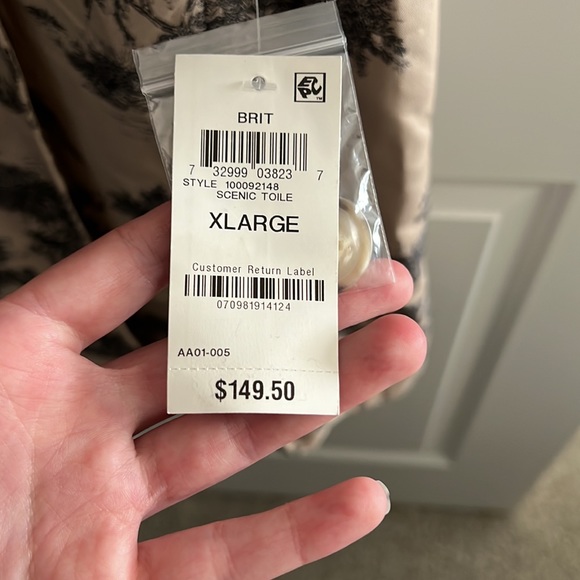 BRIT
7 32999 03823 7
STYLE 100092148
SCENIC TOILE
XLARGE
Customer Return Label
070981914124
AA01-005
$149.50